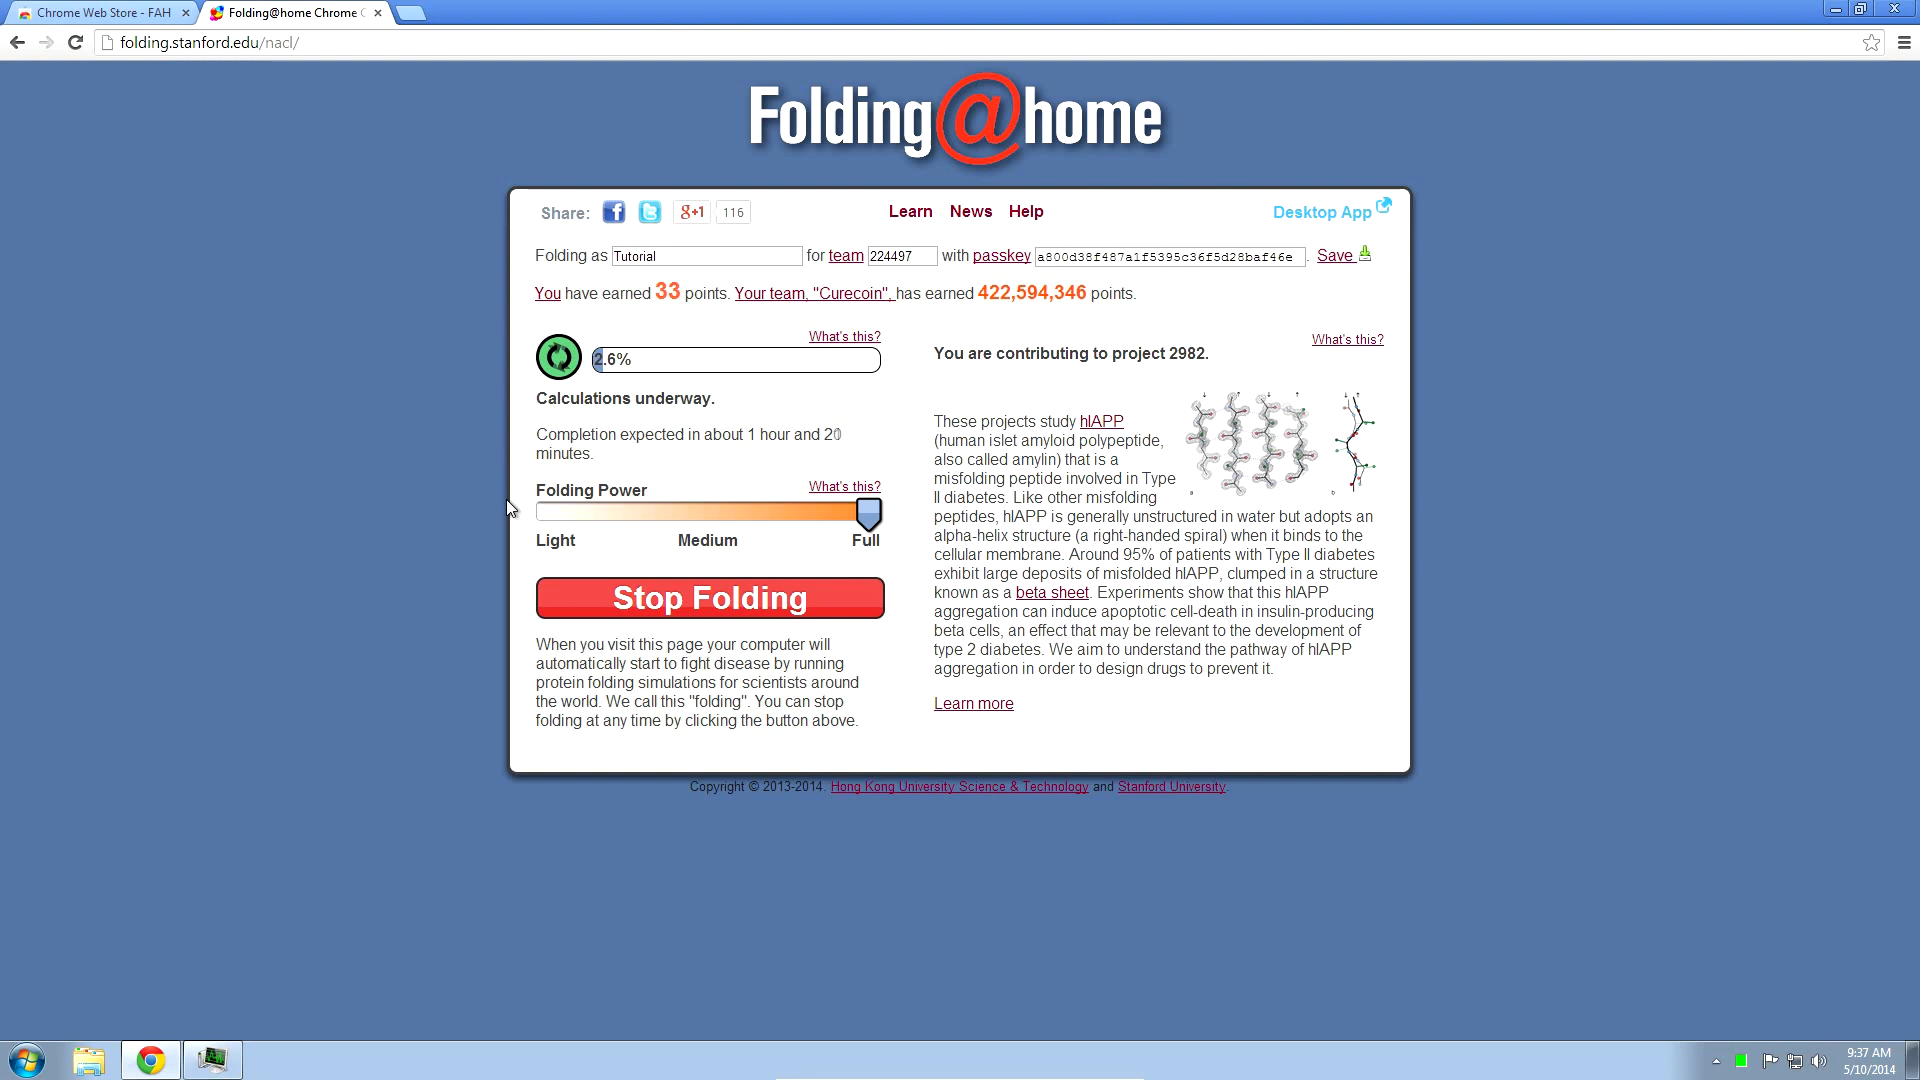 Chrome Web Store - FAH
Folding@home Chrome C
folding.stanford.edu/nacl/
Folding@home
Share: f g+1 116 Learn News Help Desktop App
Folding as Tutorial for team 224497 with passkey a800d38f487a1f5395c36f5d28baf46e . Save
You have earned 33 points. Your team, "Curecoin", has earned 422,594,346 points.
What's this?
2.6%
Calculations underway.
Completion expected in about 1 hour and 20
minutes.
Folding Power What's this?
Light Medium Full
Stop Folding
When you visit this page your computer will
automatically start to fight disease by running
protein folding simulations for scientists around
the world. We call this "folding". You can stop
folding at any time by clicking the button above.
What's this?
You are contributing to project 2982.
These projects study hIAPP
(human islet amyloid polypeptide,
also called amylin) that is a
misfolding peptide involved in Type
II diabetes. Like other misfolding
peptides, hIAPP is generally unstructured in water but adopts an
alpha-helix structure (a right-handed spiral) when it binds to the
cellular membrane. Around 95% of patients with Type II diabetes
exhibit large deposits of misfolded hIAPP, clumped in a structure
known as a beta sheet. Experiments show that this hIAPP
aggregation can induce apoptotic cell-death in insulin-producing
beta cells, an effect that may be relevant to the development of
type 2 diabetes. We aim to understand the pathway of hIAPP
aggregation in order to design drugs to prevent it.
Learn more
Copyright © 2013-2014. Hong Kong University Science & Technology and Stanford University.
9:37 AM
5/10/2014